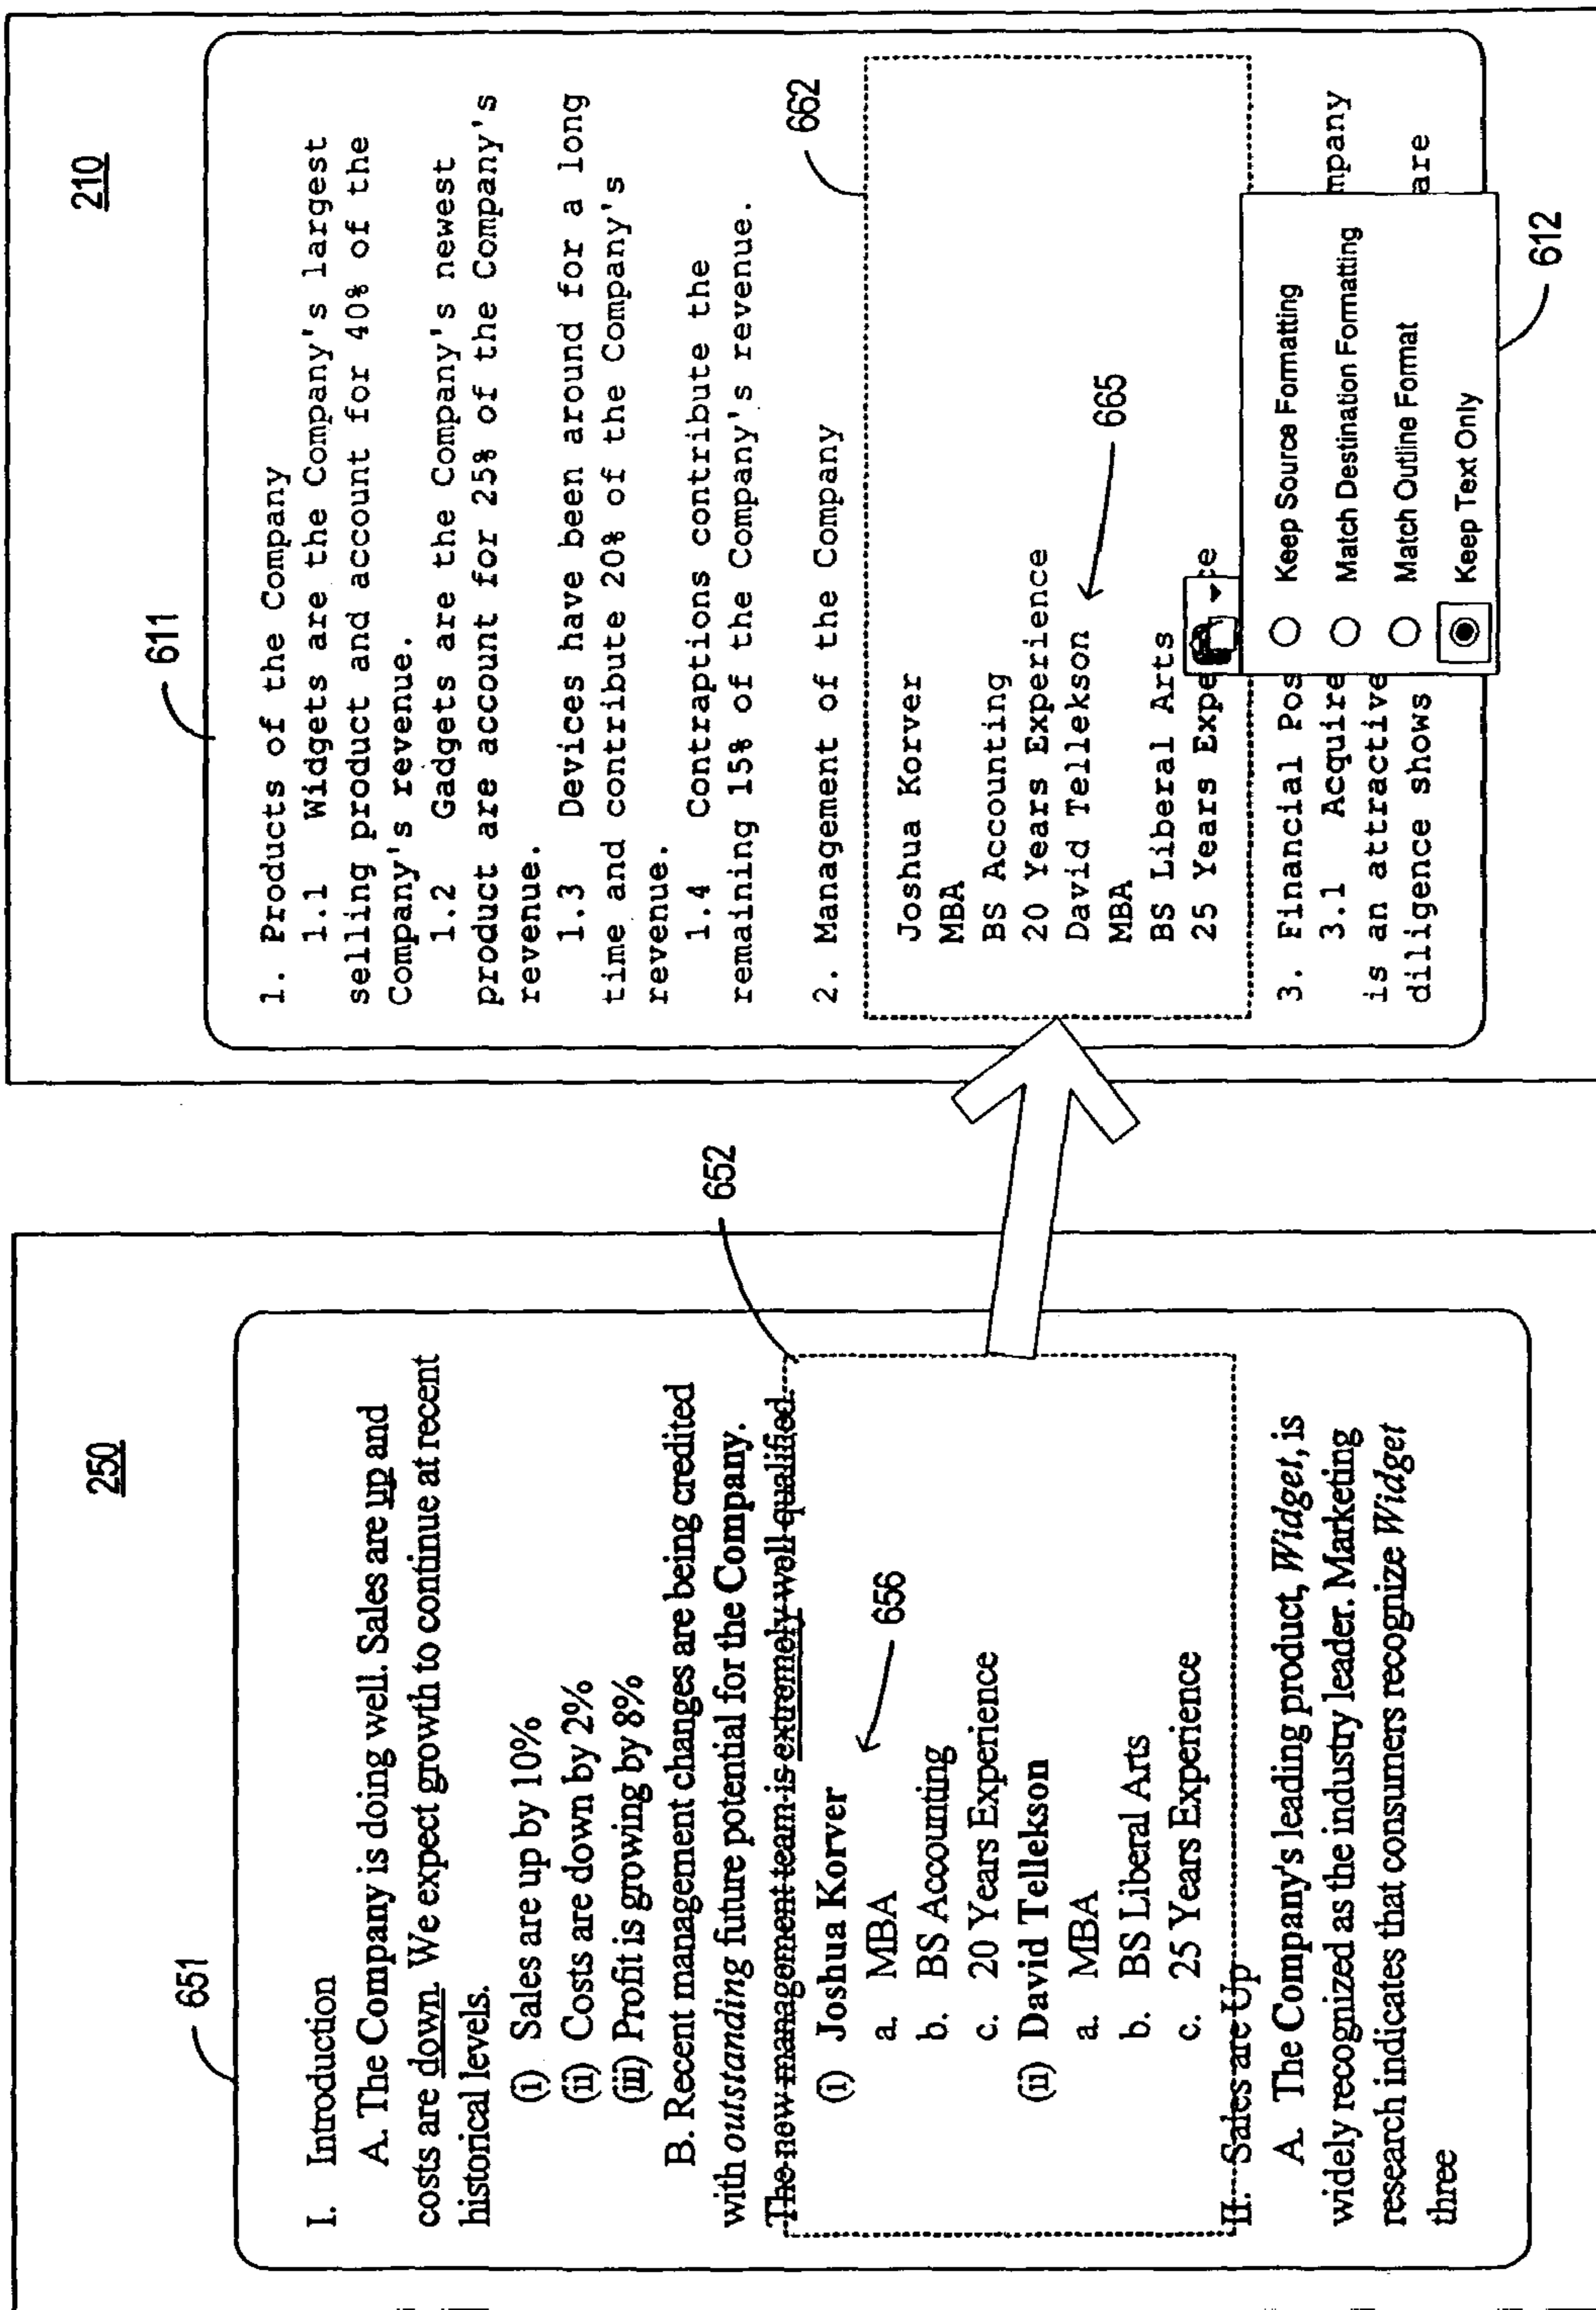 250
651
I. Introduction
A. The Company is doing well. Sales are up and
costs are down. We expect growth to continue at recent
historical levels.
(i) Sales are up by 10%
(ii) Costs are down by 2%
(iii) Profit is growing by 8%
B. Recent management changes are being credited
with outstanding future potential for the Company.
The new management team is extremely well qualified.
652
(i) Joshua Korver
656
a. MBA
b. BS Accounting
c. 20 Years Experience
(ii) David Tellekson
a. MBA
b. BS Liberal Arts
c. 25 Years Experience
II. Sales are Up
A. The Company's leading product, Widget, is
widely recognized as the industry leader. Marketing
research indicates that consumers recognize Widget
three
210
611
1. Products of the Company
1.1 Widgets are the Company's largest
selling product and account for 40% of the
Company's revenue.
1.2 Gadgets are the Company's newest
product are account for 25% of the Company's
revenue.
1.3 Devices have been around for a long
time and contribute 20% of the Company's
revenue.
1.4 Contraptions contribute the
remaining 15% of the Company's revenue.
662
2. Management of the Company
Joshua Korver
MBA
BS Accounting
20 Years Experience
David Tellekson
665
MBA
BS Liberal Arts
25 Years Expe ce
3. Financial Pos
3.1 Acquire mpany
is an attractive
diligence shows are
Keep Source Formatting
Match Destination Formatting
Match Outline Format
Keep Text Only
612